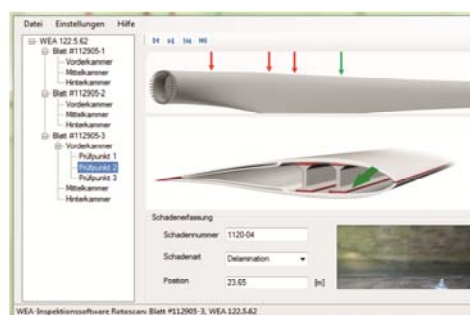 Datei Einstellungen Hilfe
WEA 122.5.62
Blatt #112905-1
Vorderkammer
Mittelkammer
Hinterkammer
Blatt #112905-2
Vorderkammer
Mittelkammer
Hinterkammer
Blatt #112905-3
Vorderkammer
Prüfpunkt 1
Prüfpunkt 2
Prüfpunkt 3
Mittelkammer
Hinterkammer
Schadenerfassung
Schadennummer 1120-04
Schadenart Delamination
Position 23.65 [m]
WEA-Inspektionssoftware Rotoscan: Blatt #112905-3, WEA 122.5.62